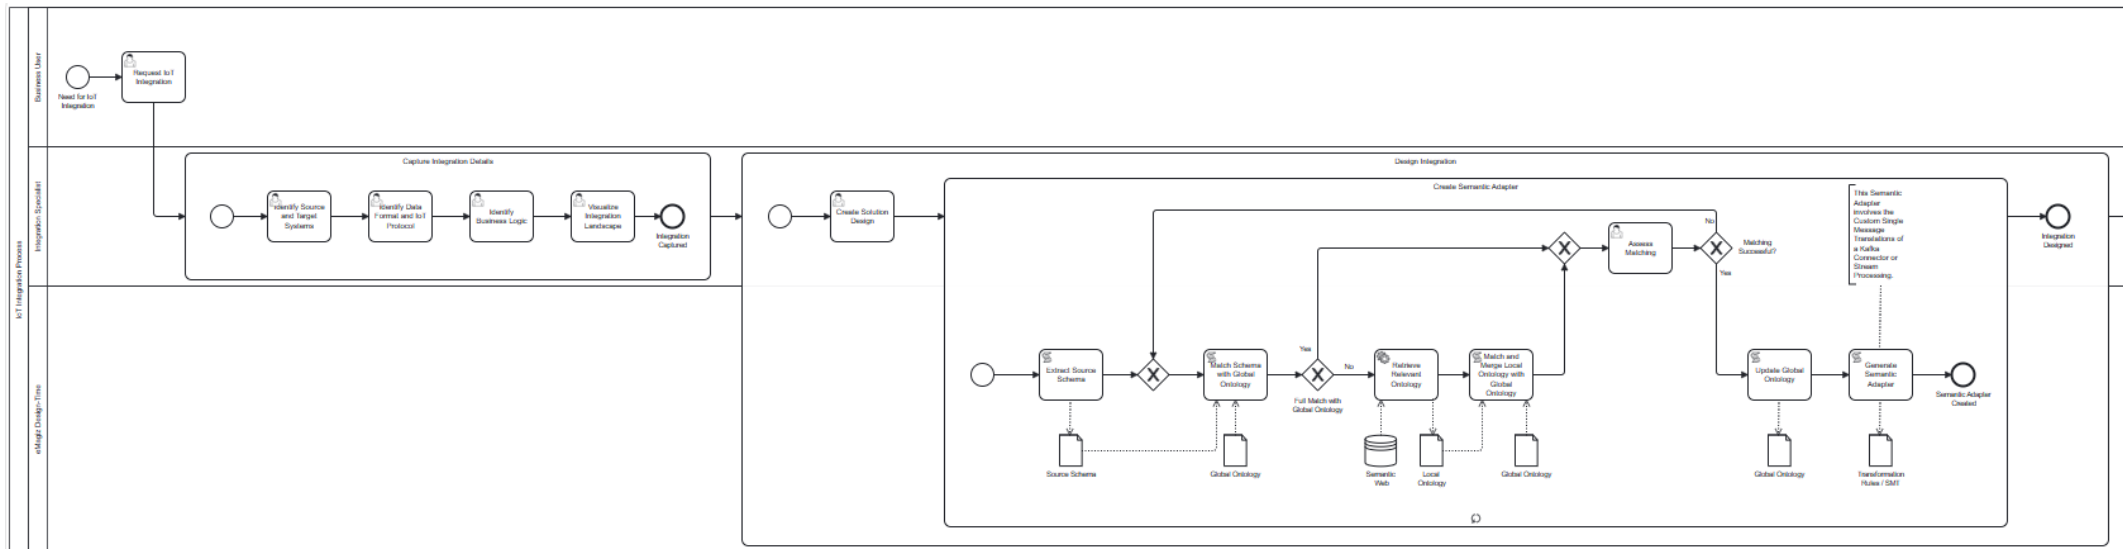 IoT Integration Process
Business User
Need for IoT
Integration
Request IoT
Integration
Integration Specialist
Capture Integration Details
Identify Source
and Target
Systems
Identify Data
Format and IoT
Protocol
Identify
Business Logic
Visualize
Integration
Landscape
Integration
Captured
Design Integration
Create Solution
Design
Create Semantic Adapter
Assess
Matching
No
Matching
Successful?
Yes
This Semantic
Adapter
involves the
Custom Single
Message
Translations of
a Kafka
Connector or
Stream
Processing.
Integration
Designed
eMagiz Design-Time
Extract Source
Schema
Match Schema
with Global
Ontology
Yes
No
Full Match with
Global Ontology
Retrieve
Relevant
Ontology
Match and
Merge Local
Ontology with
Global
Ontology
Update Global
Ontology
Generate
Semantic
Adapter
Semantic Adapter
Created
Source Schema
Global Ontology
Semantic
Web
Local
Ontology
Global Ontology
Global Ontology
Transformation
Rules / SMT